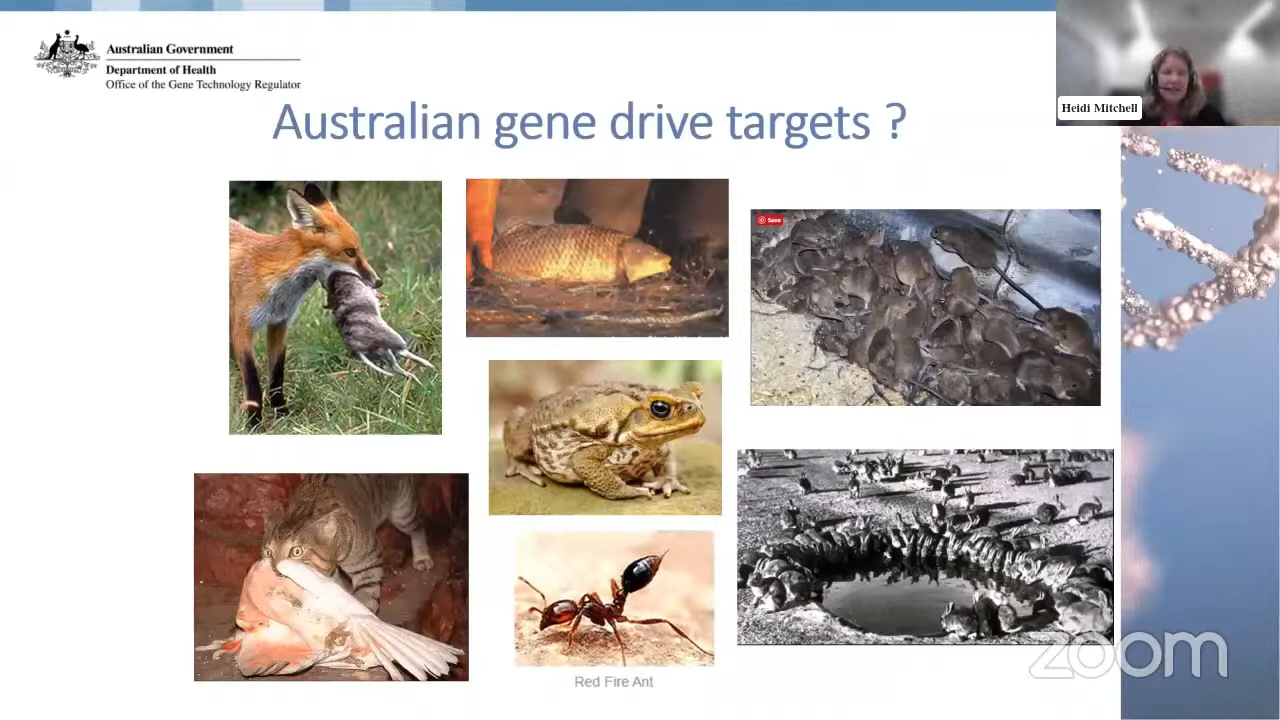 Australian Government
Department of Health
Office of the Gene Technology Regulator
Heidi Mitchell
Australian gene drive targets ?
Save
Red Fire Ant
zoom